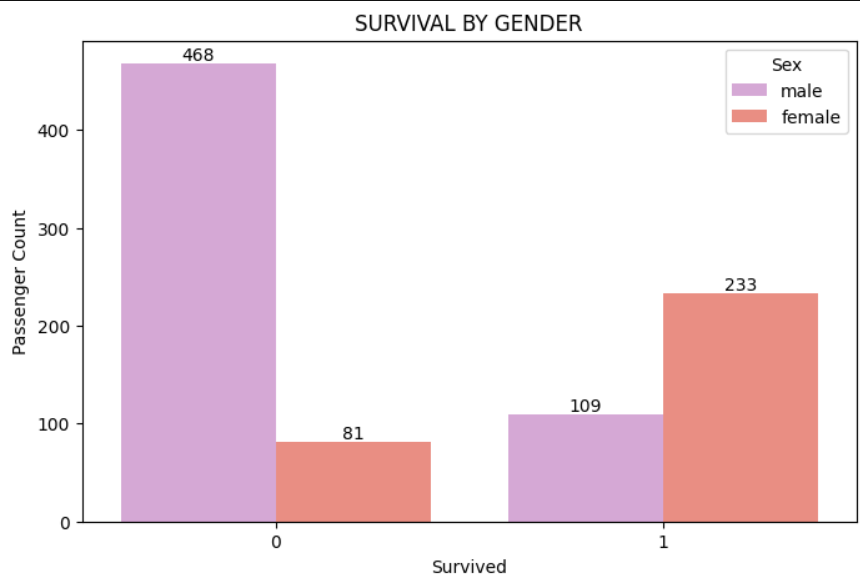 SURVIVAL BY GENDER
468
Sex
male
female
400
300
Passenger Count
233
200
109
100
81
0
0
1
Survived